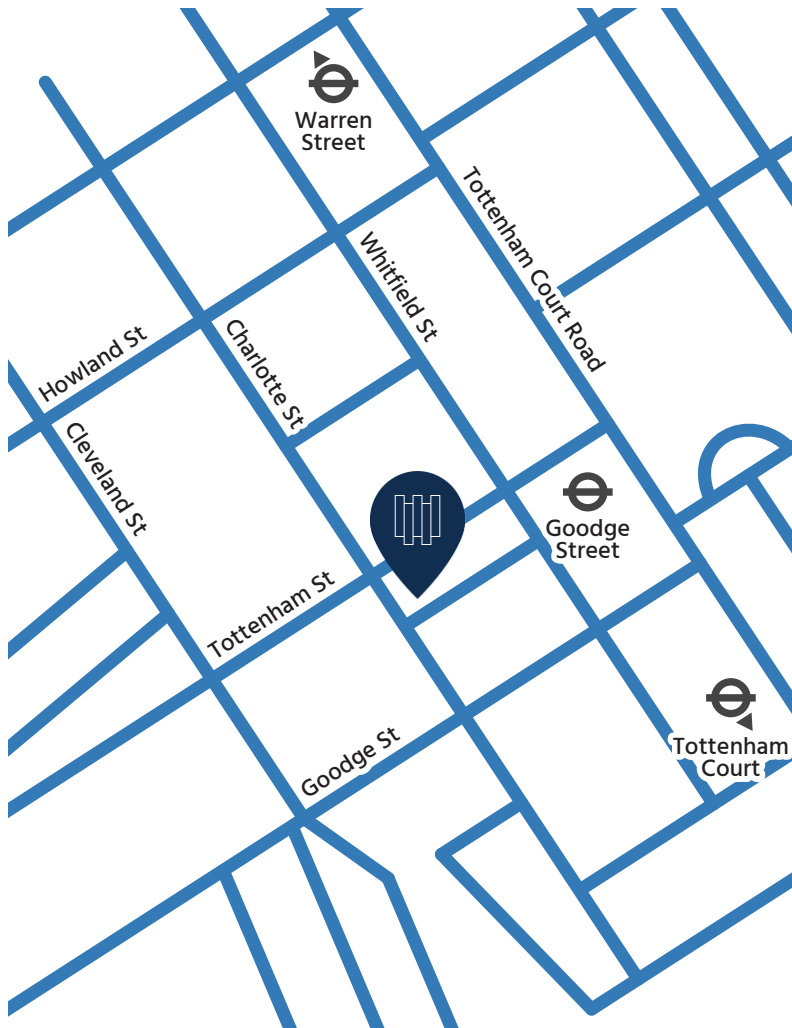 Warren
Street
Tottenham Court Road
Whitfield St
Howland St
Charlotte St
Cleveland St
Goodge
Street
Tottenham St
Goodge St
Tottenham
Court